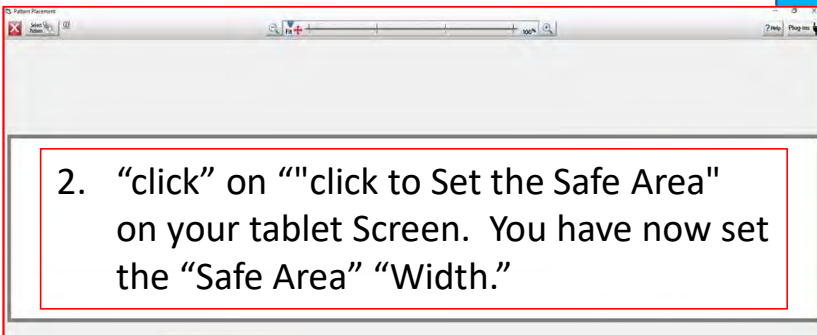 Pattern Placement
Select Pattern
Fit
100%
? Help
Plug-ins
2. “click” on “"click to Set the Safe Area"
on your tablet Screen. You have now set
the “Safe Area” “Width.”